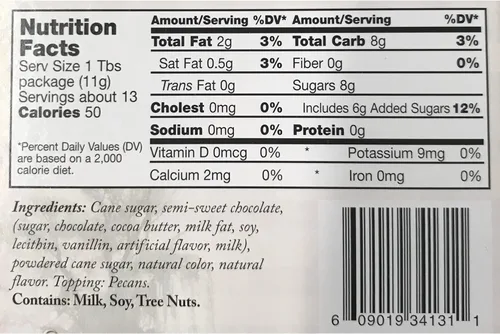 Nutrition
Facts
Serv Size 1 Tbs
package (11g)
Servings about 13
Calories 50
*Percent Daily Values (DV)
are based on a 2,000
calorie diet.
Amount/Serving %DV* Amount/Serving %DV*
Total Fat 2g 3% Total Carb 8g 3%
Sat Fat 0.5g 3% Fiber 0g 0%
Trans Fat 0g Sugars 8g
Cholest 0mg 0% Includes 6g Added Sugars 12%
Sodium 0mg 0% Protein 0g
Vitamin D 0mcg 0% * Potassium 9mg 0%
Calcium 2mg 0% * Iron 0mg 0%
Ingredients: Cane sugar, semi-sweet chocolate,
(sugar, chocolate, cocoa butter, milk fat, soy,
lecithin, vanillin, artificial flavor, milk),
powdered cane sugar, natural color, natural
flavor. Topping: Pecans.
Contains: Milk, Soy, Tree Nuts.
6 09019 34131 1